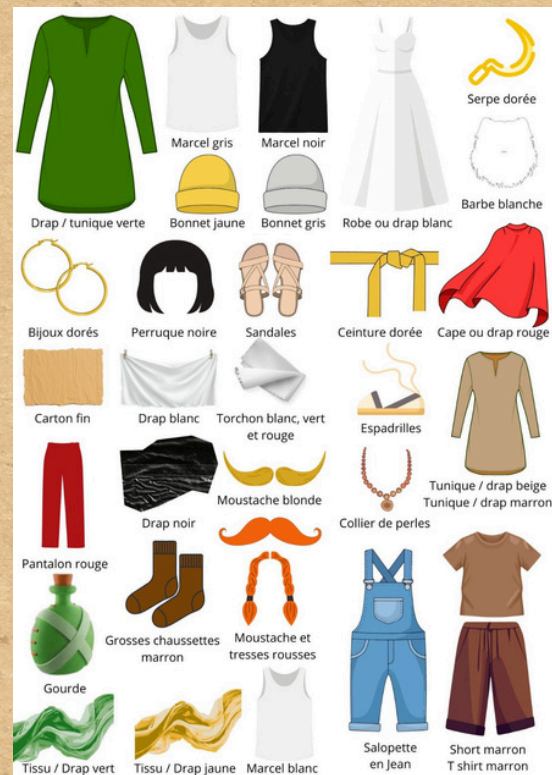 Serpe dorée
Marcel gris
Marcel noir
Drap / tunique verte
Bonnet jaune
Bonnet gris
Robe ou drap blanc
Barbe blanche
Bijoux dorés
Perruque noire
Sandales
Ceinture dorée
Cape ou drap rouge
Carton fin
Drap blanc
Torchon blanc, vert
et rouge
Espadrilles
Tunique / drap beige
Tunique / drap marron
Pantalon rouge
Drap noir
Moustache blonde
Collier de perles
Gourde
Grosses chaussettes
marron
Moustache et
tresses rousses
Tissu / Drap vert
Tissu / Drap jaune
Marcel blanc
Salopette
en Jean
Short marron
T shirt marron